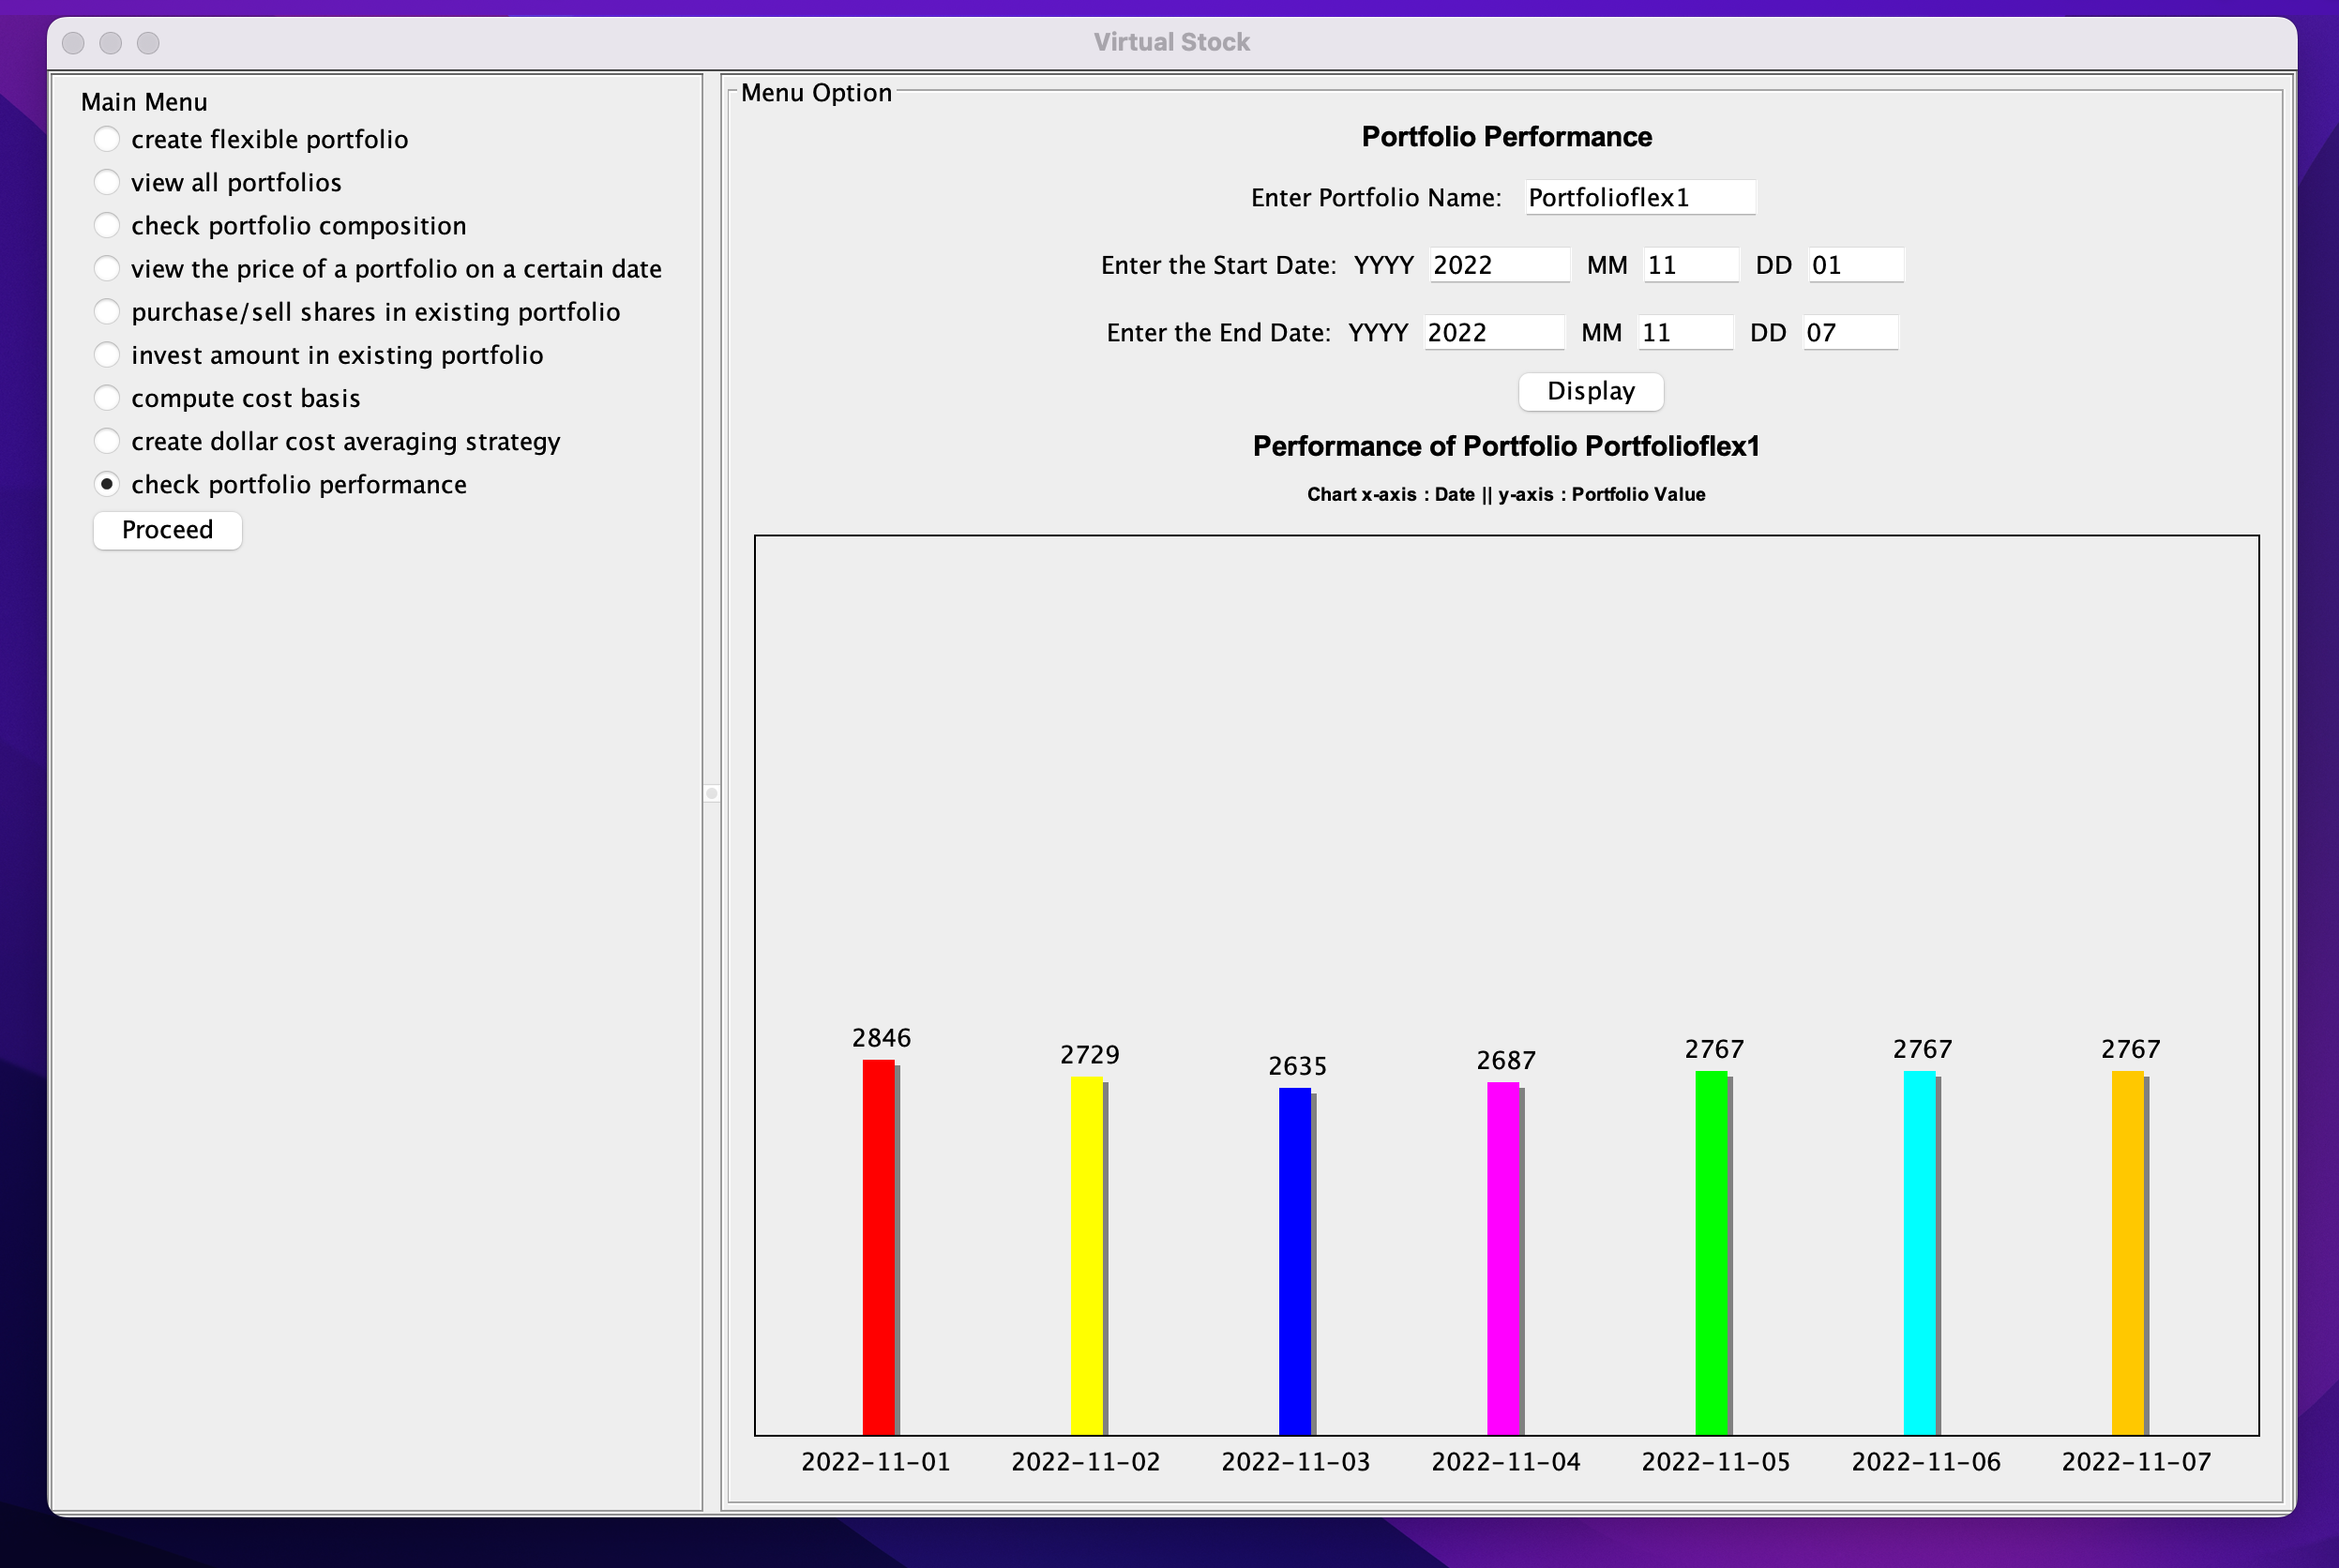 Virtual Stock
Main Menu
create flexible portfolio
view all portfolios
check portfolio composition
view the price of a portfolio on a certain date
purchase/sell shares in existing portfolio
invest amount in existing portfolio
compute cost basis
create dollar cost averaging strategy
check portfolio performance
Proceed
Menu Option
Portfolio Performance
Enter Portfolio Name: Portfolioflex1
Enter the Start Date: YYYY 2022 MM 11 DD 01
Enter the End Date: YYYY 2022 MM 11 DD 07
Display
Performance of Portfolio Portfolioflex1
Chart x-axis : Date || y-axis : Portfolio Value
2846 2729 2635 2687 2767 2767 2767
2022-11-01 2022-11-02 2022-11-03 2022-11-04 2022-11-05 2022-11-06 2022-11-07